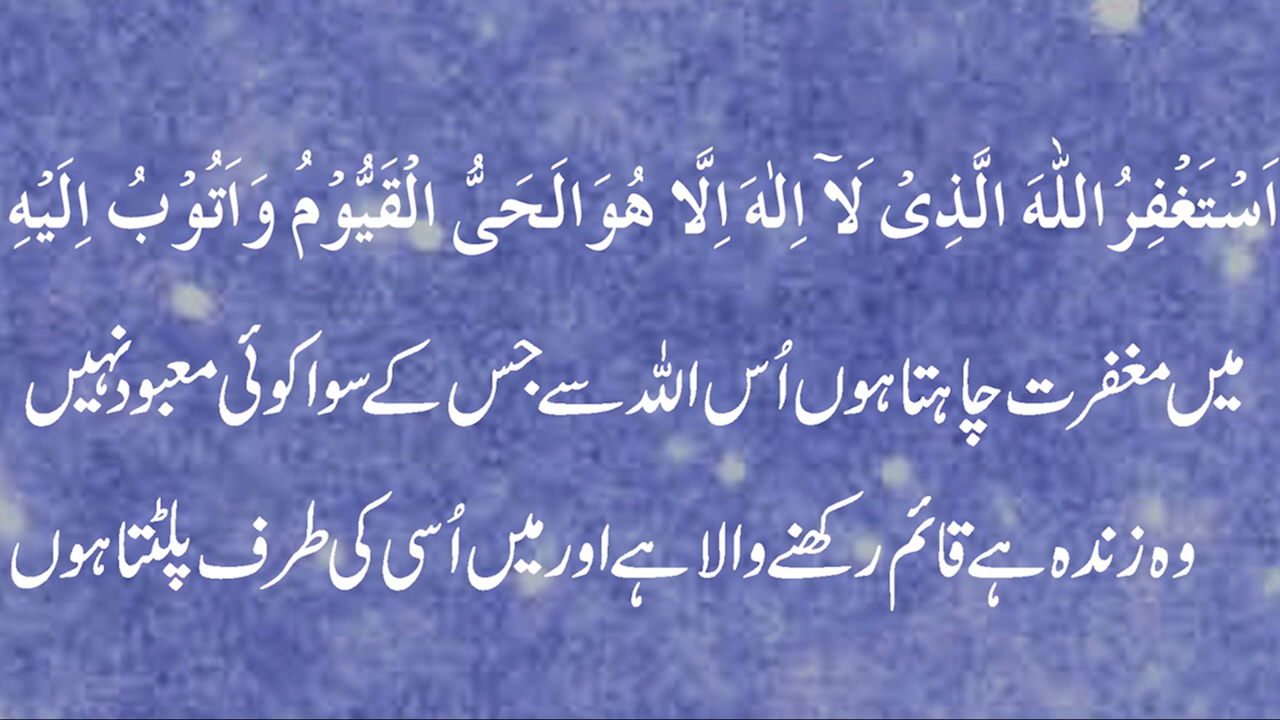 اَسْتَغْفِرُ اللّٰهَ الَّذِیْ لَآ اِلٰهَ اِلَّا هُوَ الَحَیُّ الْقَیُّوْمُ وَ اَتُوْبُ اِلَیْهِ
میں مغفرت چاہتا ہوں اُس اللہ سے جس کے سوا کوئی معبود نہیں
وہ زندہ ہے قائم رکھنے والا ہے اور میں اُسی کی طرف پلٹتا ہوں